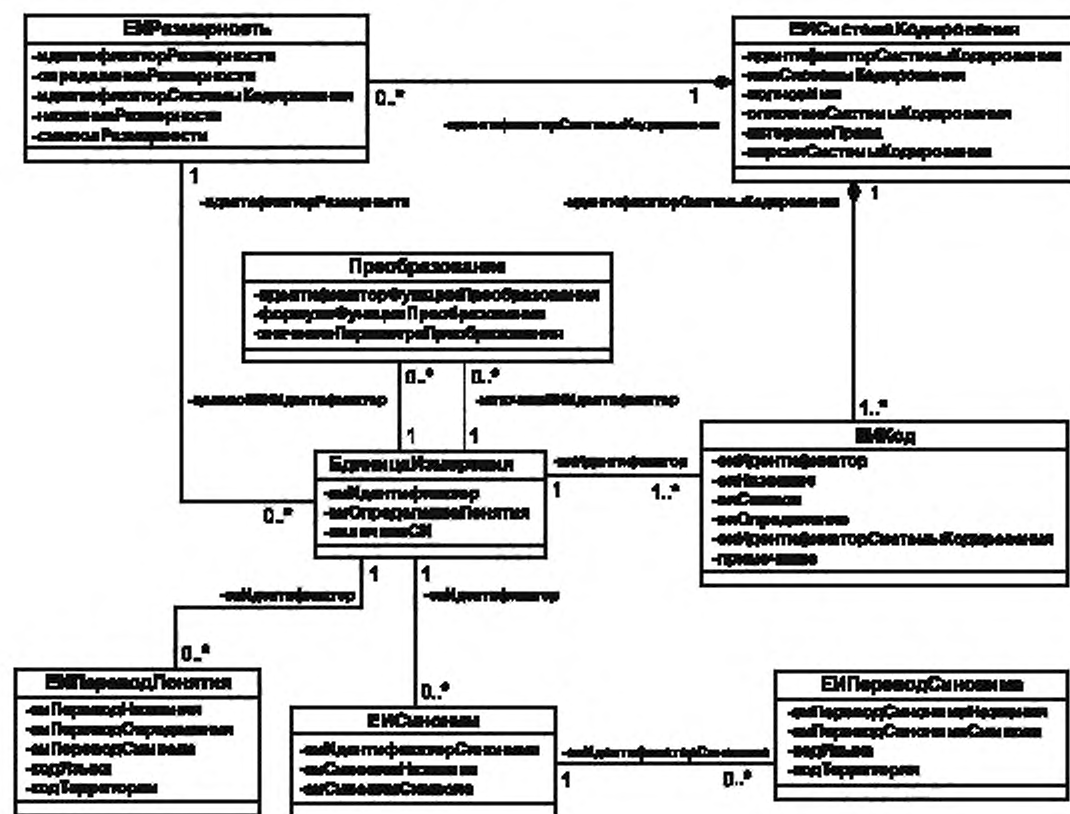 ЕИРазмерность
-идентификаторРазмерности
-определениеРазмерности
-идентификаторСистемыКодирования
-названиеРазмерности
-символРазмерности
ЕИСистемаКодирования
-идентификаторСистемыКодирования
-имяСистемыКодирования
-полноеИмя
-описаниеСистемыКодирования
-авторскиеПрава
-версияСистемыКодирования
0..*
1
-идентификаторСистемыКодирования
1
-идентификаторРазмерности
-идентификаторСистемыКодирования
1
Преобразование
-идентификаторФункцииПреобразования
-формулаФункцииПреобразования
-значениеПараметраПреобразования
0..*
0..*
-целевойЕИИдентификатор
-источникЕИИдентификатор
1
1
1..*
ЕИКод
-еиИдентификатор
-еиНазвание
-еиСимвол
-еиОпределение
-еиИдентификаторСистемыКодирования
-примечание
ЕдиницаИзмерения
-еиИдентификатор
-еиОпределениеПонятия
-включаяСИ
-еиИдентификатор
1
1..*
0..*
1
1
-еиИдентификатор
-еиИдентификатор
0..*
0..*
ЕИПереводПонятия
-еиПереводНазвания
-еиПереводОпределения
-еиПереводСимвола
-кодЯзыка
-кодТерритории
ЕИСиноним
-еиИдентификаторСинонима
-еиСинонимНазвания
-еиСинонимСимвола
-еиИдентификаторСинонима
1
0..*
ЕИПереводСинонима
-еиПереводСинонимаНазвания
-еиПереводСинонимаСимвола
-кодЯзыка
-кодТерритории